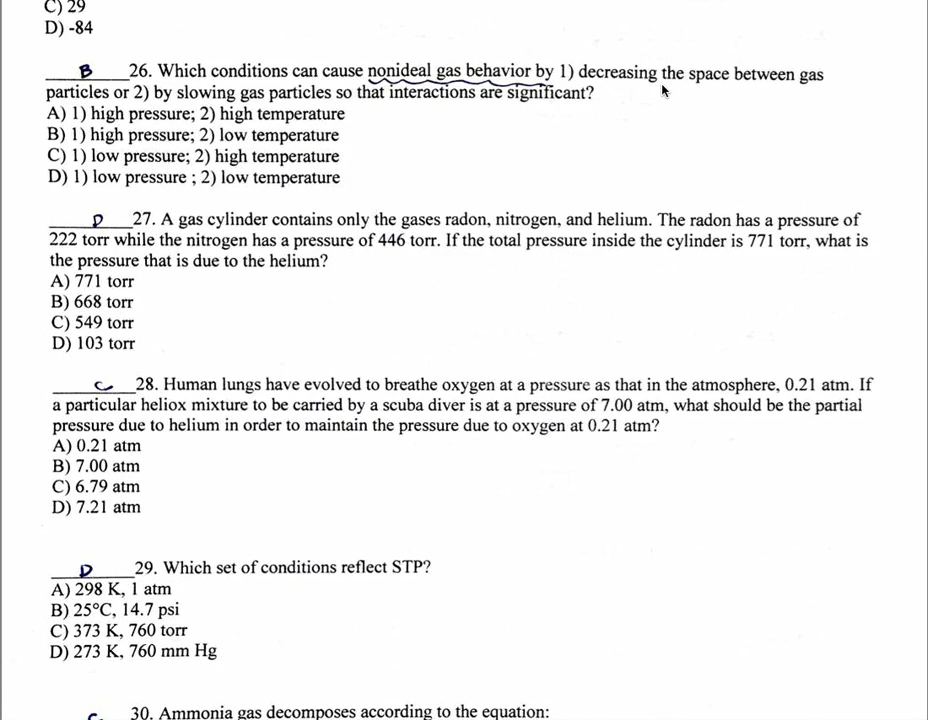 C) 29
D) -84
B 26. Which conditions can cause nonideal gas behavior by 1) decreasing the space between gas
particles or 2) by slowing gas particles so that interactions are significant?
A) 1) high pressure; 2) high temperature
B) 1) high pressure; 2) low temperature
C) 1) low pressure; 2) high temperature
D) 1) low pressure ; 2) low temperature
D 27. A gas cylinder contains only the gases radon, nitrogen, and helium. The radon has a pressure of
222 torr while the nitrogen has a pressure of 446 torr. If the total pressure inside the cylinder is 771 torr, what is
the pressure that is due to the helium?
A) 771 torr
B) 668 torr
C) 549 torr
D) 103 torr
C 28. Human lungs have evolved to breathe oxygen at a pressure as that in the atmosphere, 0.21 atm. If
a particular heliox mixture to be carried by a scuba diver is at a pressure of 7.00 atm, what should be the partial
pressure due to helium in order to maintain the pressure due to oxygen at 0.21 atm?
A) 0.21 atm
B) 7.00 atm
C) 6.79 atm
D) 7.21 atm
D 29. Which set of conditions reflect STP?
A) 298 K, 1 atm
B) 25°C, 14.7 psi
C) 373 K, 760 torr
D) 273 K, 760 mm Hg
C 30. Ammonia gas decomposes according to the equation: